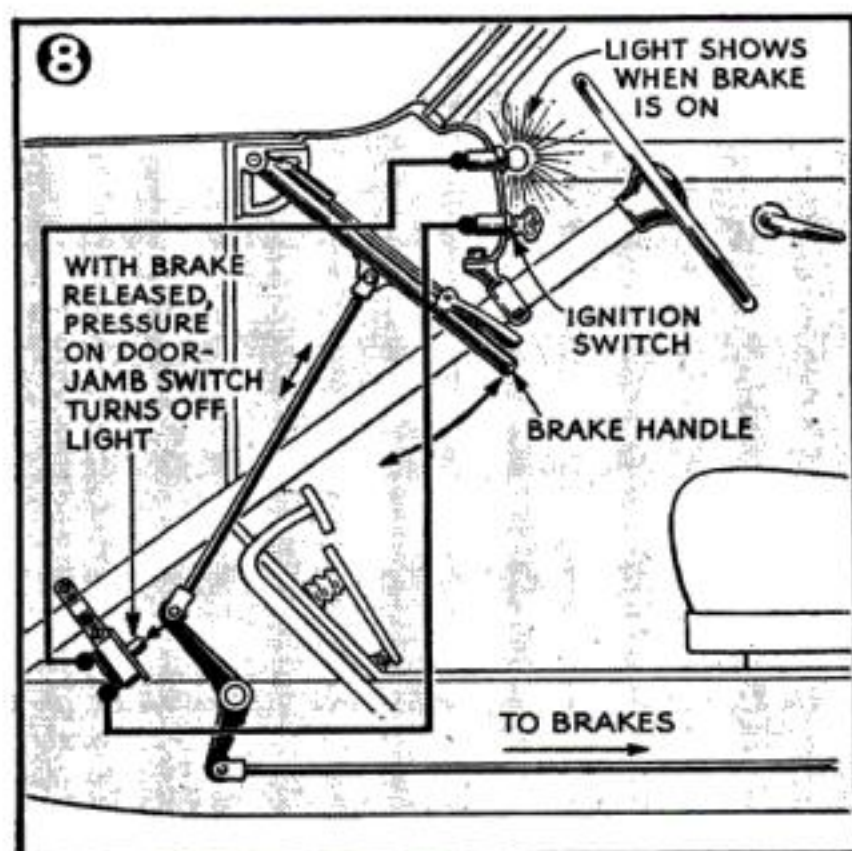 8
LIGHT SHOWS
WHEN BRAKE
IS ON
WITH BRAKE
RELEASED,
PRESSURE
ON DOOR-
JAMB SWITCH
TURNS OFF
LIGHT
IGNITION
SWITCH
BRAKE HANDLE
TO BRAKES